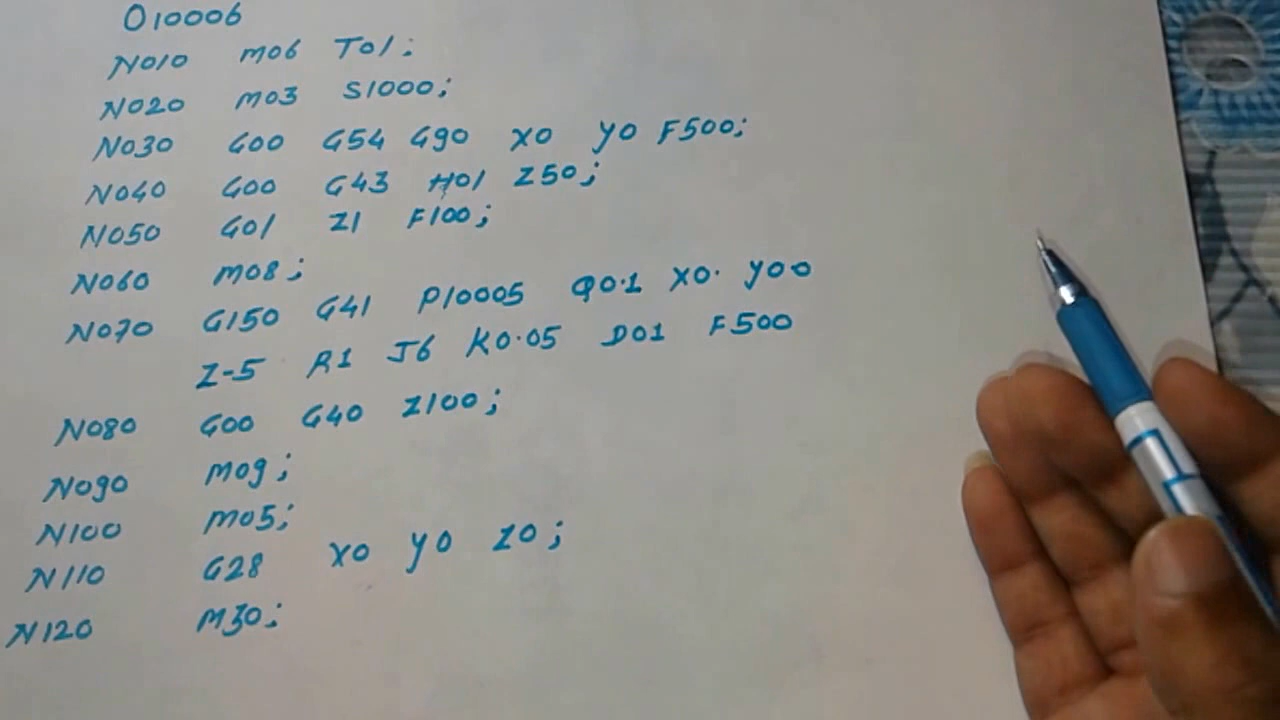 O10006
N010 M06 T01;
N020 M03 S1000;
N030 G00 G54 G90 X0 Y0 F500;
N040 G00 G43 H01 Z50;
N050 G01 Z1 F100;
N060 M08;
N070 G150 G41 P10005 Q0.1 X0. Y00
Z-5 R1 J6 K0.05 D01 F500
N080 G00 G40 Z100;
N090 M09;
N100 M05;
N110 G28 X0 Y0 Z0;
N120 M30;